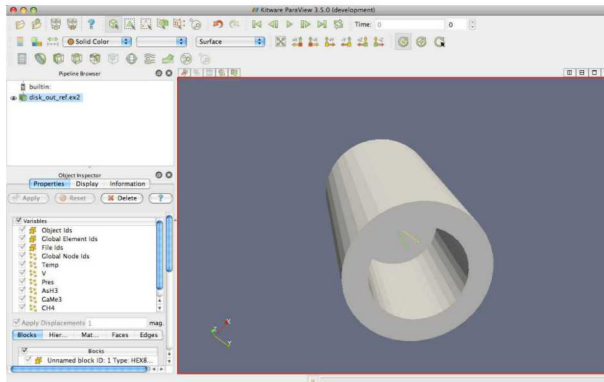 Kitware ParaView 3.5.0 (development)
Time: 0
0
Solid Color
Surface
Pipeline Browser
builtin:
disk_out_ref.ex2
Object Inspector
Properties Display Information
Apply Reset Delete ?
Variables
Object Ids
Global Element Ids
File Ids
Global Node Ids
Temp
V
Pres
AsH3
GaMe3
CH4
Apply Displacements 1 mag.
Blocks Hier... Mat... Faces Edges
Blocks
Unnamed block ID: 1 Type: HEX8...